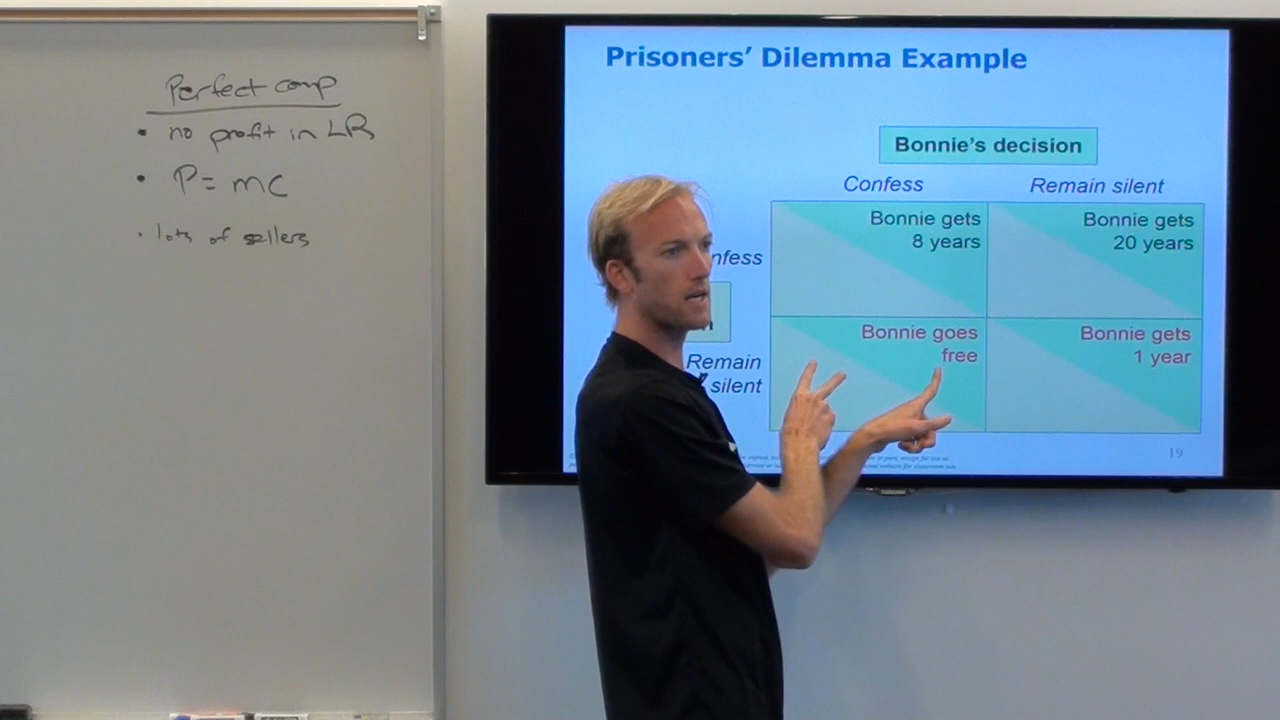 Perfect comp
• no profit in LR
• P = mc
• lots of sellers
Prisoners’ Dilemma Example
Bonnie’s decision
Confess
Remain silent
nfess
Bonnie gets
8 years
Bonnie gets
20 years
Remain
silent
Bonnie goes
free
Bonnie gets
1 year
19